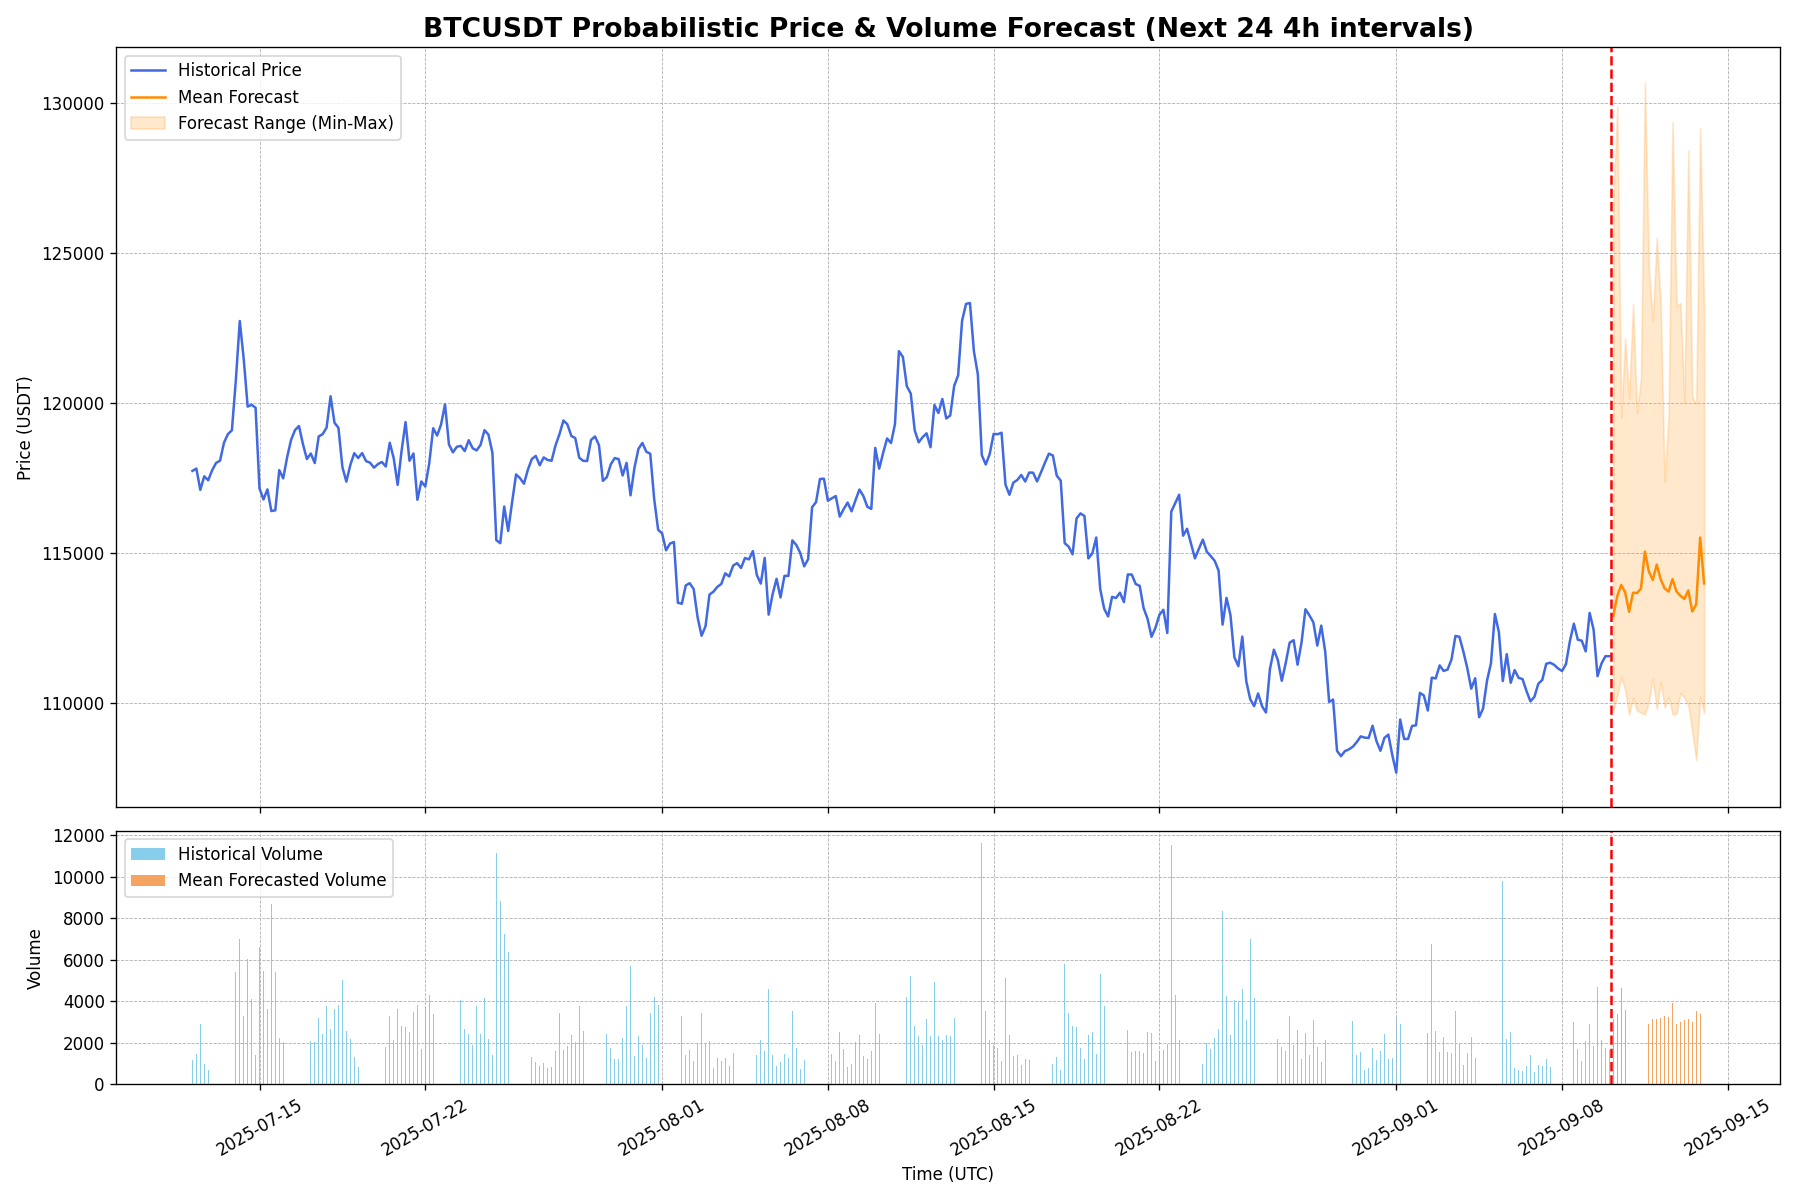 BTCUSDT Probabilistic Price & Volume Forecast (Next 24 4h intervals)
Historical Price
Mean Forecast
Forecast Range (Min-Max)
130000
125000
120000
115000
110000
Price (USDT)
Historical Volume
Mean Forecasted Volume
12000
10000
8000
6000
4000
2000
0
Volume
2025-07-15
2025-07-22
2025-08-01
2025-08-08
2025-08-15
2025-08-22
2025-09-01
2025-09-08
2025-09-15
Time (UTC)